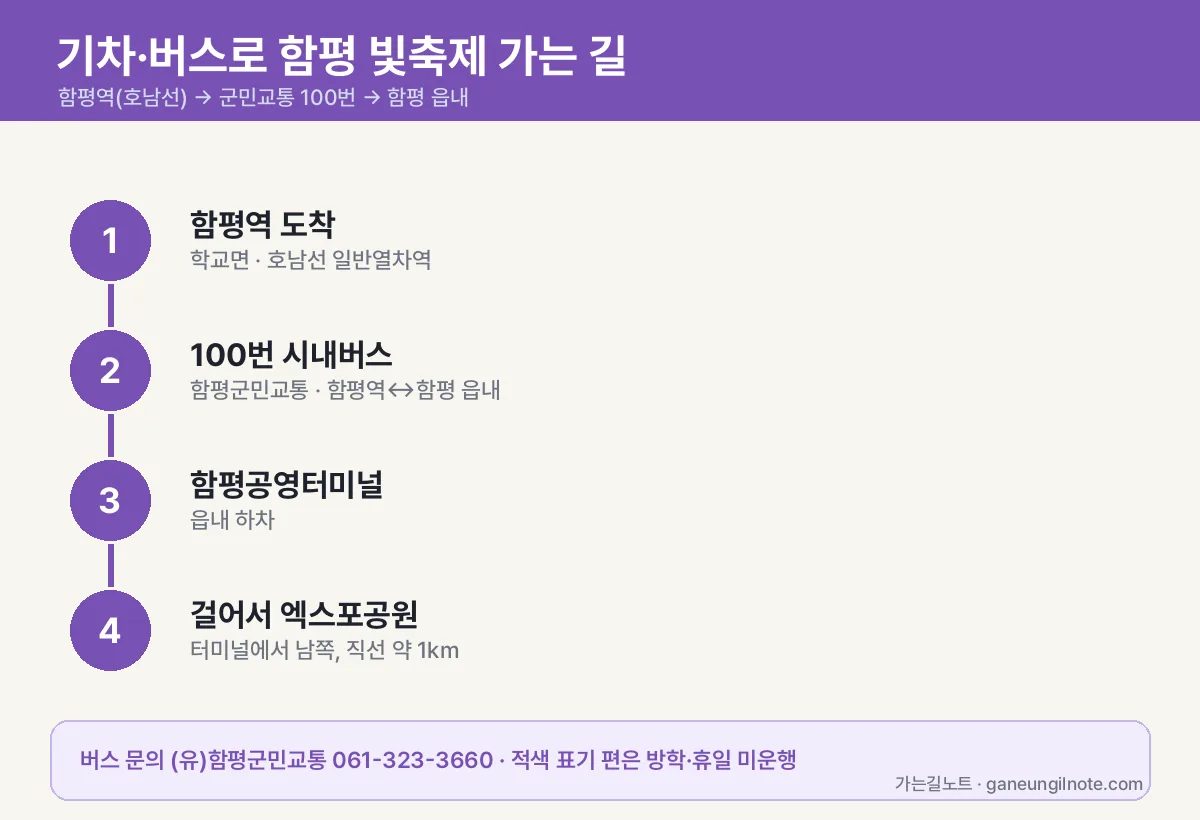 기차·버스로 함평 빛축제 가는 길
함평역(호남선) → 군민교통 100번 → 함평 읍내
1
함평역 도착
학교면 · 호남선 일반열차역
2
100번 시내버스
함평군민교통 · 함평역↔함평 읍내
3
함평공영터미널
읍내 하차
4
걸어서 엑스포공원
터미널에서 남쪽, 직선 약 1km
버스 문의 (유)함평군민교통 061-323-3660 · 적색 표기 편은 방학·휴일 미운행
가는길노트 · ganeungilnote.com